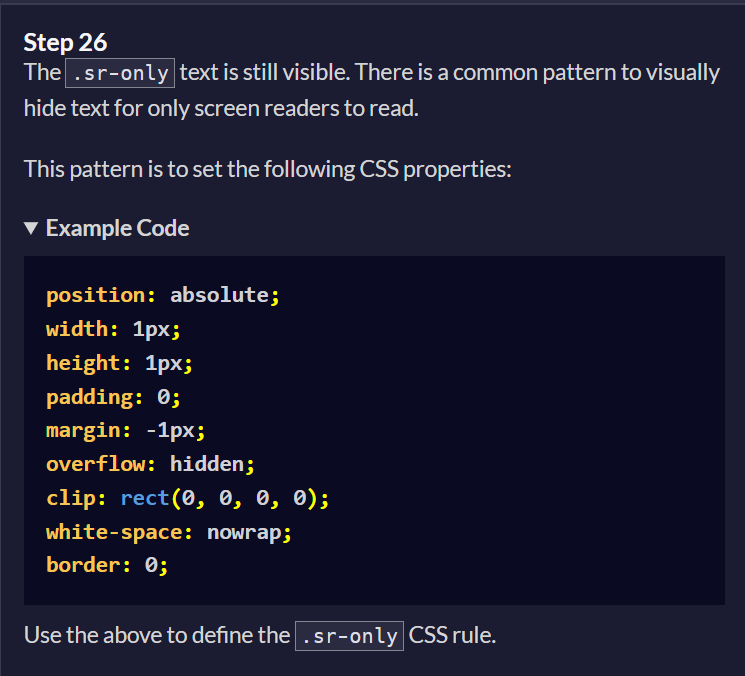 Step 26
The .sr-only text is still visible. There is a common pattern to visually
hide text for only screen readers to read.
This pattern is to set the following CSS properties:
▼ Example Code
position: absolute;
width: 1px;
height: 1px;
padding: 0;
margin: -1px;
overflow: hidden;
clip: rect(0, 0, 0, 0);
white-space: nowrap;
border: 0;
Use the above to define the .sr-only CSS rule.